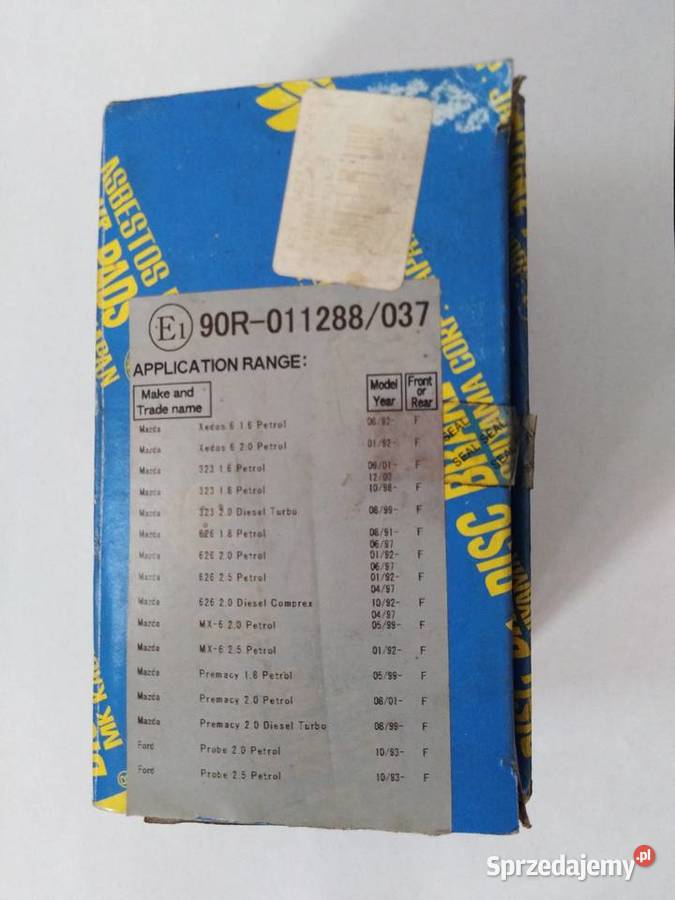 ASBESTOS
PADS
E1 90R-011288/037
APPLICATION RANGE:
Make and Trade name
Model Year
Front or Rear
Mazda Xedos 6 1.6 Petrol 06/92- F
Mazda Xedos 6 2.0 Petrol 01/92- F
Mazda 323 1.6 Petrol 06/01- 12/03 F
Mazda 323 1.8 Petrol 10/98- F
Mazda 323 2.0 Diesel Turbo 08/99- F
Mazda 626 1.8 Petrol 08/91- 06/97 F
Mazda 626 2.0 Petrol 01/92- 06/97 F
Mazda 626 2.5 Petrol 01/92- 04/97 F
Mazda 626 2.0 Diesel Comprex 10/92- 04/97 F
Mazda MX-6 2.0 Petrol 05/99- F
Mazda MX-6 2.5 Petrol 01/92- F
Mazda Premacy 1.8 Petrol 05/99- F
Mazda Premacy 2.0 Petrol 06/01- F
Mazda Premacy 2.0 Diesel Turbo 08/99- F
Ford Probe 2.0 Petrol 10/93- F
Ford Probe 2.5 Petrol 10/93- F
SEAL SEAL
SEAL SEAL
DISC
CORP.
Sprzedajemy.pl